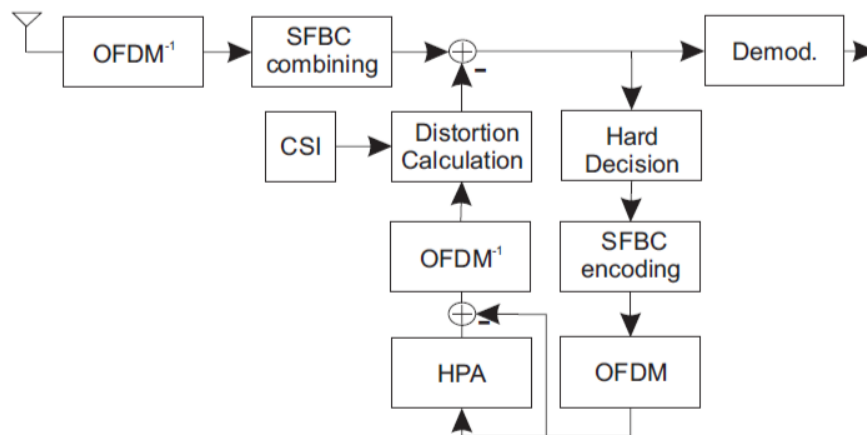 OFDM⁻¹
SFBC
combining
+
-
Demod.
CSI
Distortion
Calculation
Hard
Decision
OFDM⁻¹
SFBC
encoding
+
-
HPA
OFDM